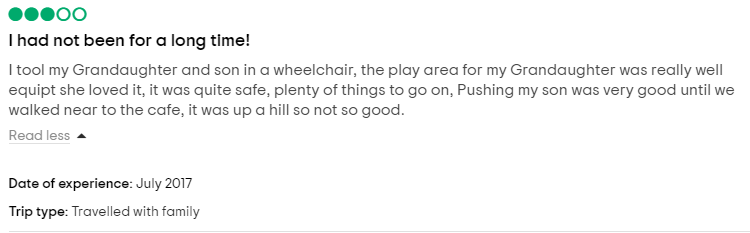 I had not been for a long time!
I tool my Grandaughter and son in a wheelchair, the play area for my Grandaughter was really well
equipt she loved it, it was quite safe, plenty of things to go on, Pushing my son was very good until we
walked near to the cafe, it was up a hill so not so good.
Read less
Date of experience: July 2017
Trip type: Travelled with family